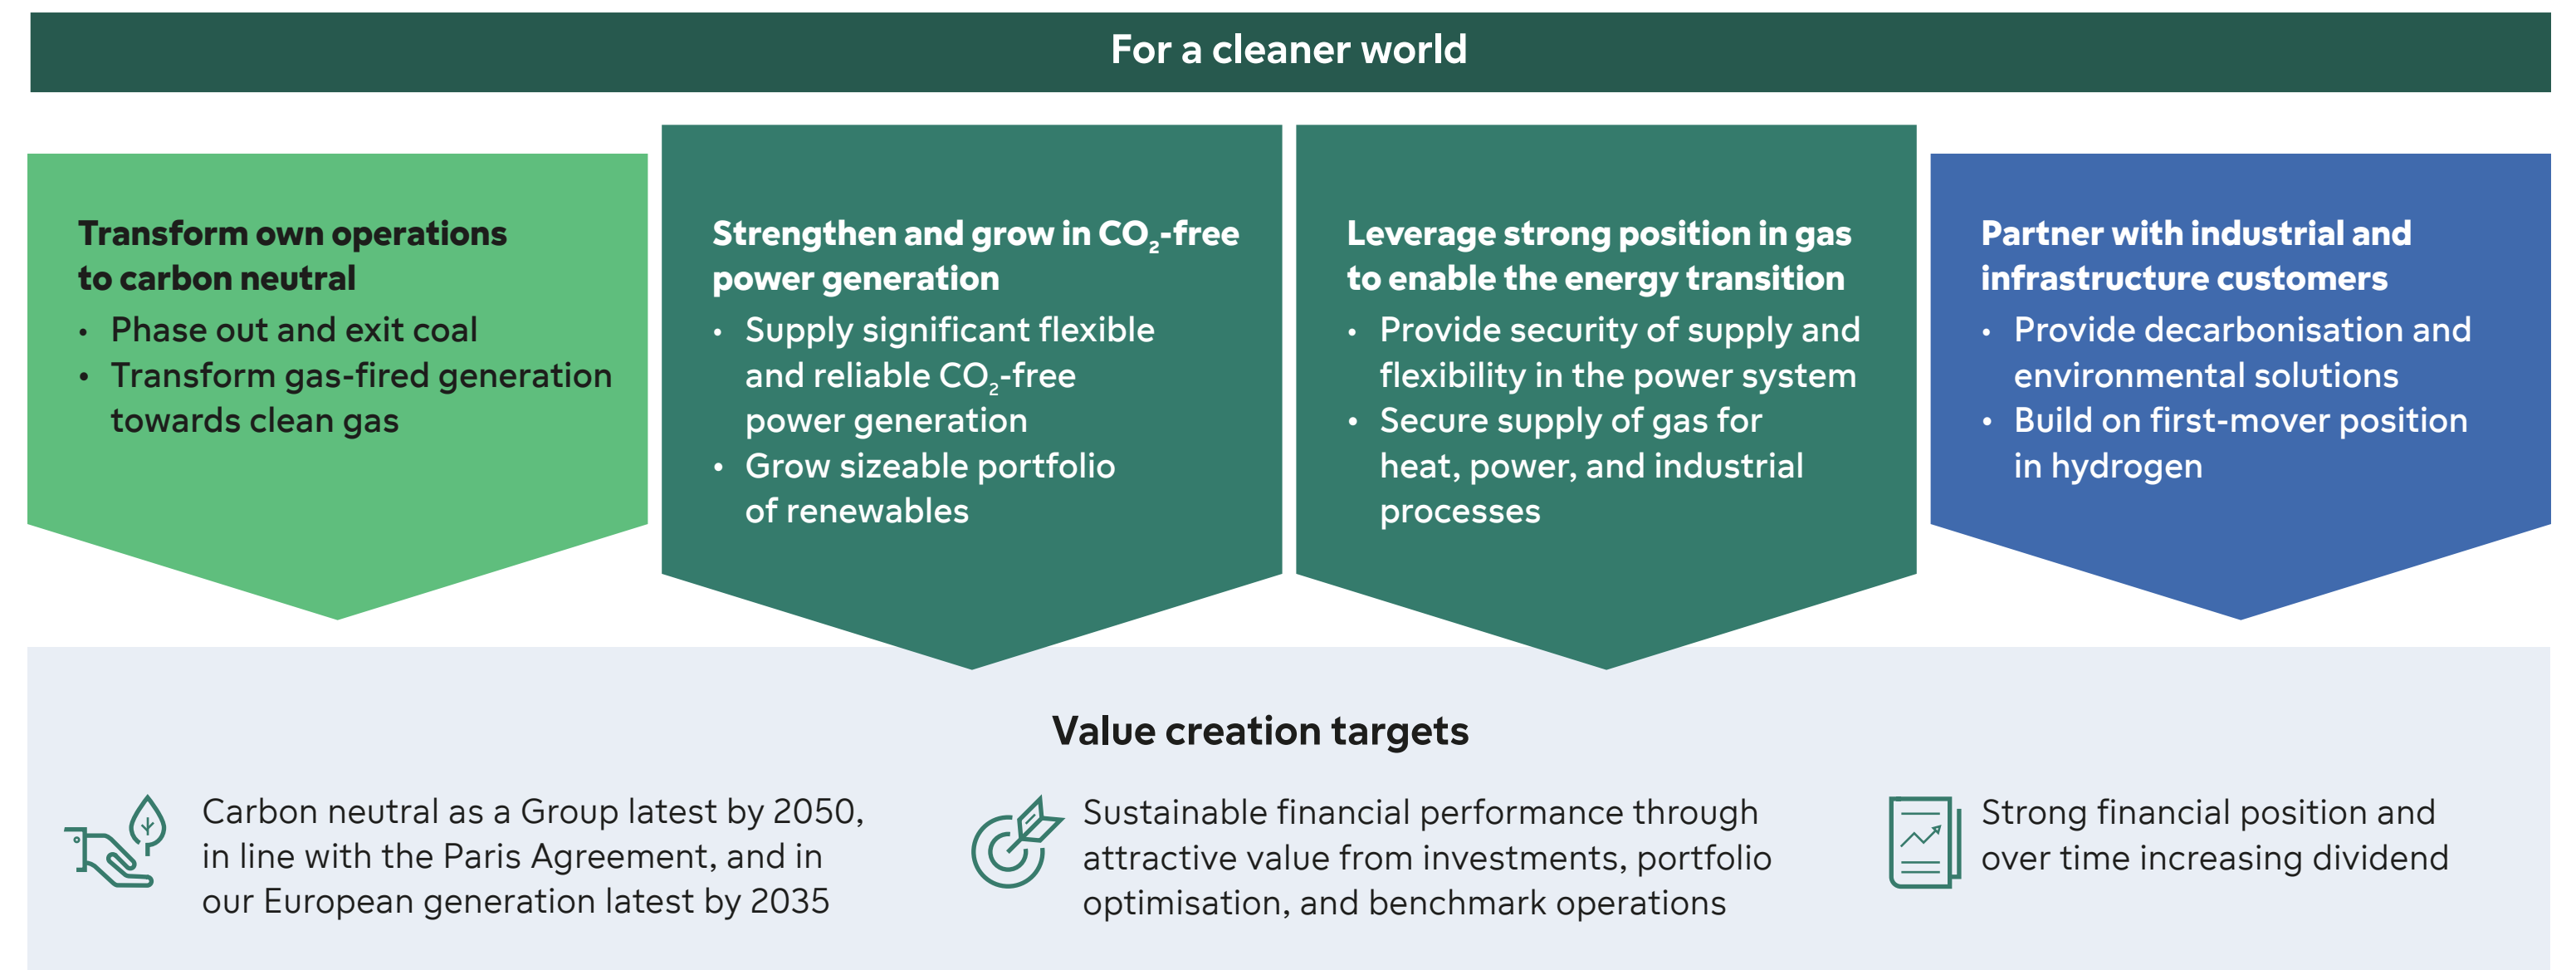 For a cleaner world
Transform own operations
to carbon neutral
• Phase out and exit coal
• Transform gas-fired generation
towards clean gas
Strengthen and grow in CO₂-free
power generation
• Supply significant flexible
and reliable CO₂-free
power generation
• Grow sizeable portfolio
of renewables
Leverage strong position in gas
to enable the energy transition
• Provide security of supply and
flexibility in the power system
• Secure supply of gas for
heat, power, and industrial
processes
Partner with industrial and
infrastructure customers
• Provide decarbonisation and
environmental solutions
• Build on first-mover position
in hydrogen
Value creation targets
Carbon neutral as a Group latest by 2050,
in line with the Paris Agreement, and in
our European generation latest by 2035
Sustainable financial performance through
attractive value from investments, portfolio
optimisation, and benchmark operations
Strong financial position and
over time increasing dividend